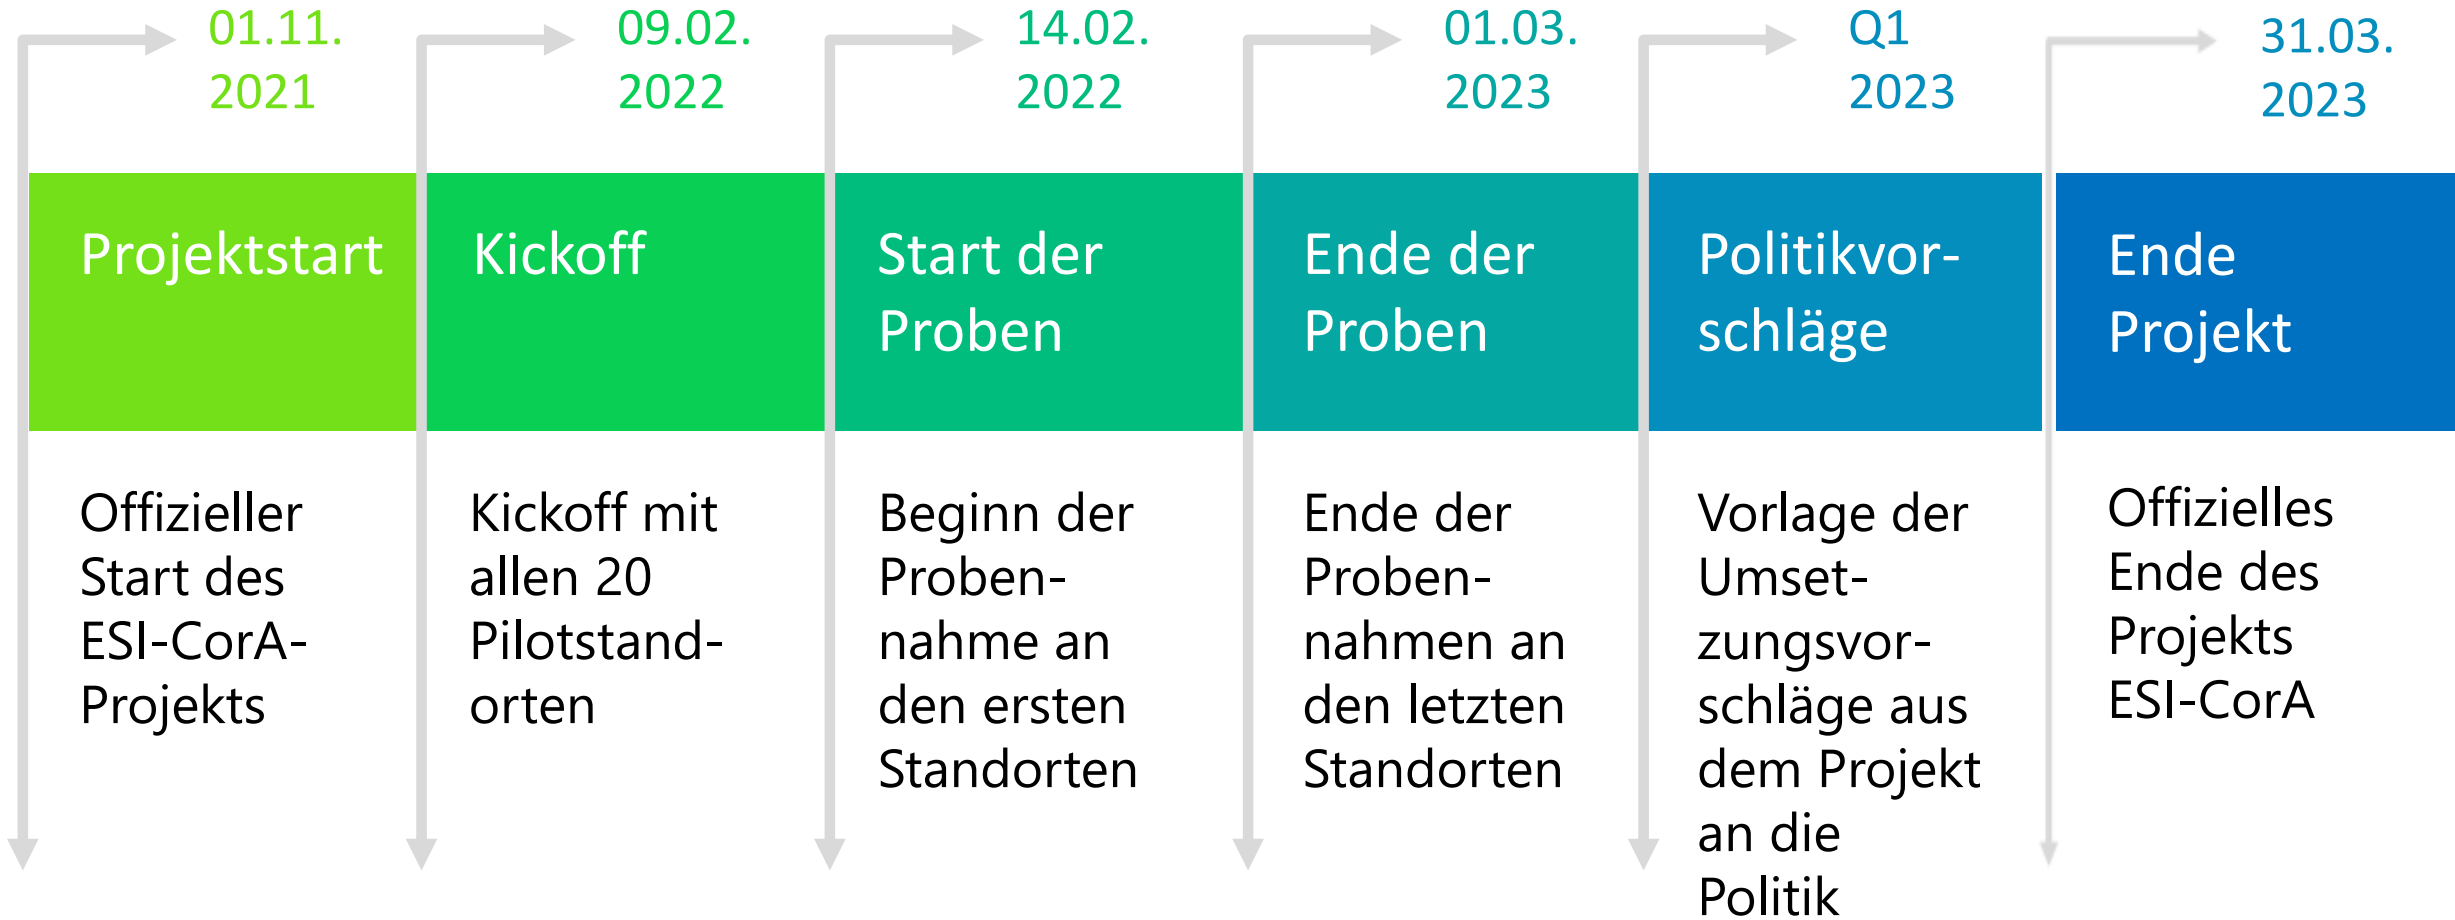 01.11.
2021
Projektstart
Offizieller
Start des
ESI-CorA-
Projekts
09.02.
2022
Kickoff
Kickoff mit
allen 20
Pilotstand-
orten
14.02.
2022
Start der
Proben
Beginn der
Proben-
nahme an
den ersten
Standorten
01.03.
2023
Ende der
Proben
Ende der
Proben-
nahmen an
den letzten
Standorten
Q1
2023
Politikvor-
schläge
Vorlage der
Umset-
zungsvor-
schläge aus
dem Projekt
an die
Politik
31.03.
2023
Ende
Projekt
Offizielles
Ende des
Projekts
ESI-CorA